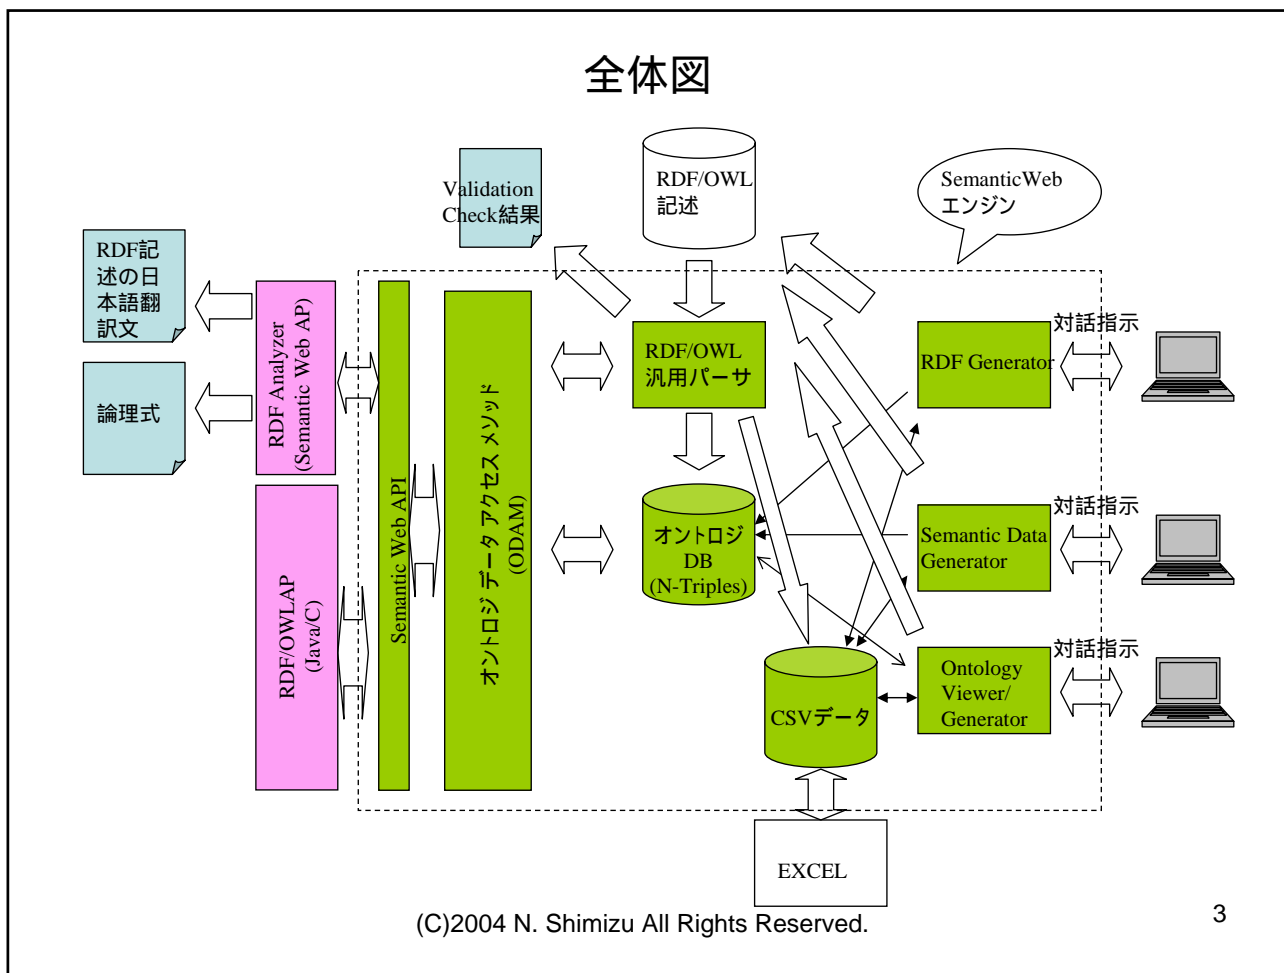 全体図
Validation
Check結果
RDF/OWL
記述
SemanticWeb
エンジン
RDF記
述の日
本語翻
訳文
論理式
RDF Analyzer
(Semantic Web AP)
RDF/OWLAP
(Java/C)
Semantic Web API
オントロジ データ アクセス メソッド
(ODAM)
RDF/OWL
汎用パーサ
オントロジ
DB
(N-Triples)
CSVデータ
RDF Generator
対話指示
Semantic Data
Generator
対話指示
Ontology
Viewer/
Generator
対話指示
EXCEL
(C)2004 N. Shimizu All Rights Reserved.
3